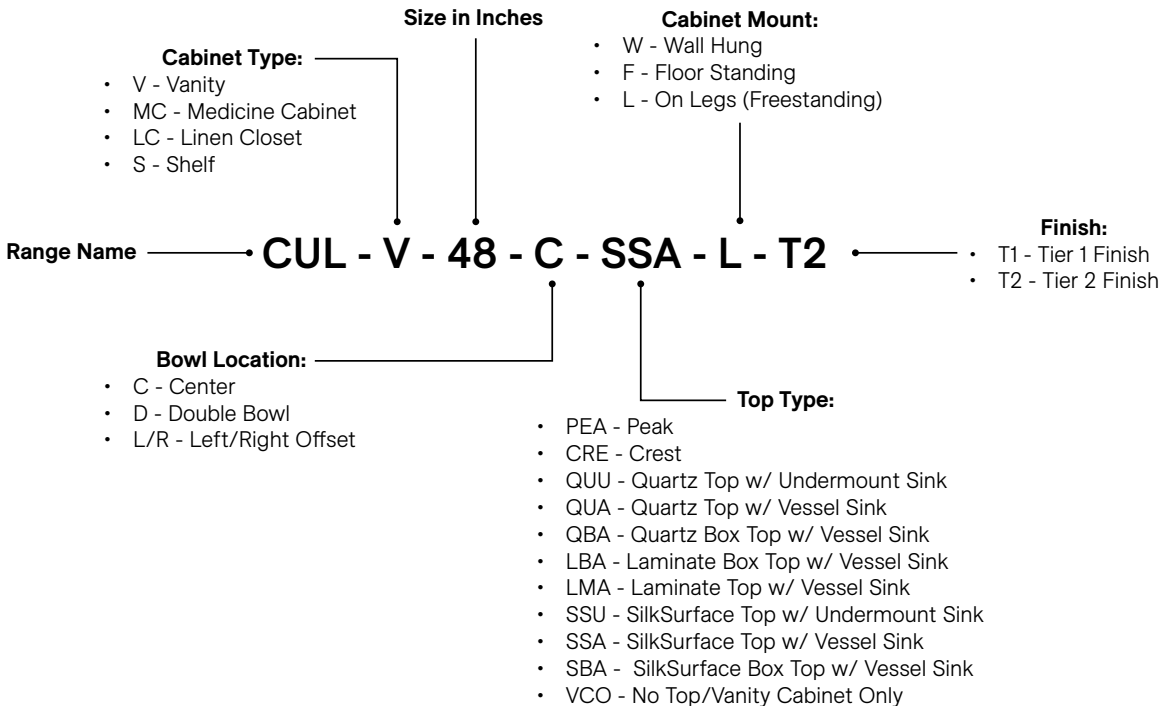 Size in Inches
Cabinet Mount:
• W - Wall Hung
• F - Floor Standing
• L - On Legs (Freestanding)
Cabinet Type:
• V - Vanity
• MC - Medicine Cabinet
• LC - Linen Closet
• S - Shelf
Range Name
CUL - V - 48 - C - SSA - L - T2
Finish:
• T1 - Tier 1 Finish
• T2 - Tier 2 Finish
Bowl Location:
• C - Center
• D - Double Bowl
• L/R - Left/Right Offset
Top Type:
• PEA - Peak
• CRE - Crest
• QUU - Quartz Top w/ Undermount Sink
• QUA - Quartz Top w/ Vessel Sink
• QBA - Quartz Box Top w/ Vessel Sink
• LBA - Laminate Box Top w/ Vessel Sink
• LMA - Laminate Top w/ Vessel Sink
• SSU - SilkSurface Top w/ Undermount Sink
• SSA - SilkSurface Top w/ Vessel Sink
• SBA - SilkSurface Box Top w/ Vessel Sink
• VCO - No Top/Vanity Cabinet Only